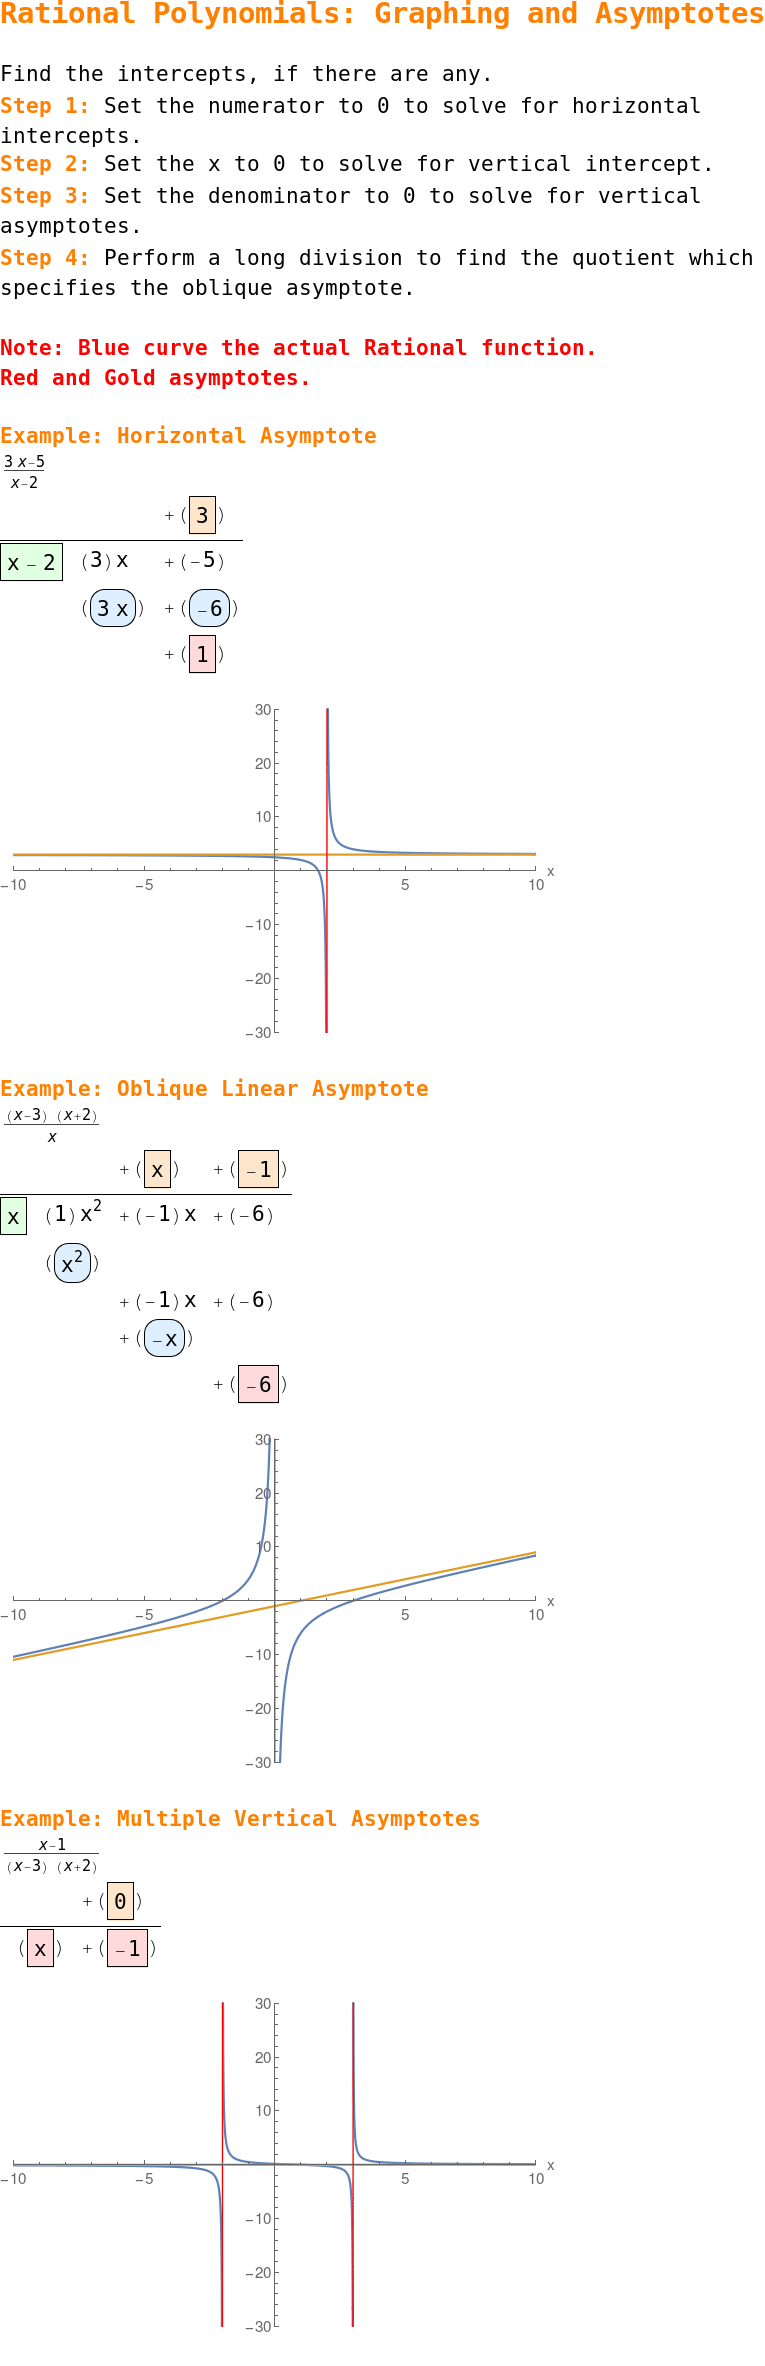 Rational Polynomials: Graphing and Asymptotes
Find the intercepts, if there are any.
Step 1: Set the numerator to 0 to solve for horizontal
intercepts.
Step 2: Set the x to 0 to solve for vertical intercept.
Step 3: Set the denominator to 0 to solve for vertical
asymptotes.
Step 4: Perform a long division to find the quotient which
specifies the oblique asymptote.
Note: Blue curve the actual Rational function.
Red and Gold asymptotes.
Example: Horizontal Asymptote
3 x–5
x–2
+ (3)
x – 2 (3) x + (–5)
(3 x) + (–6)
+ (1)
30
20
10
–10 –5 5 10 x
–10
–20
–30
Example: Oblique Linear Asymptote
(x–3) (x+2)
x
+ (x) + (–1)
x (1) x² + (–1) x + (–6)
(x²)
+ (–1) x + (–6)
+ (–x)
+ (–6)
30
20
10
–10 –5 5 10 x
–10
–20
–30
Example: Multiple Vertical Asymptotes
x–1
(x–3) (x+2)
+ (0)
(x) + (–1)
30
20
10
–10 –5 5 10 x
–10
–20
–30